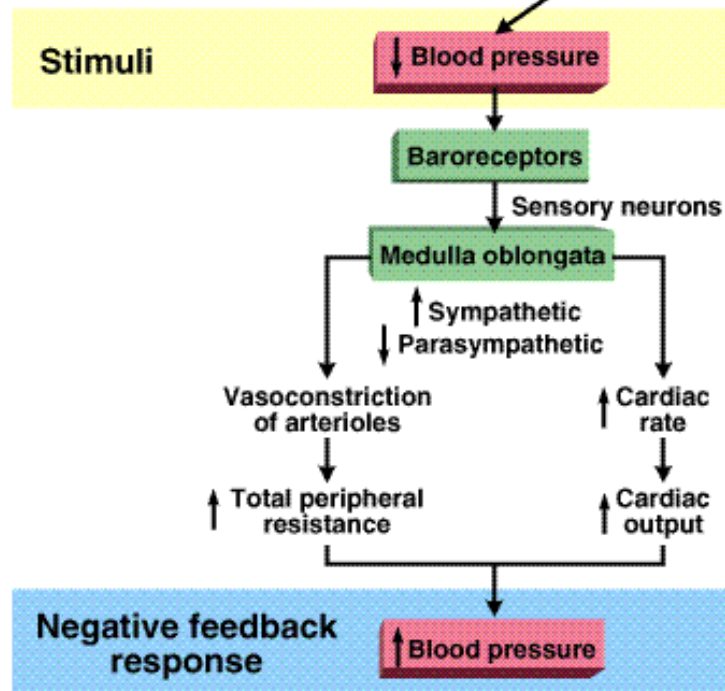 Stimuli
↓ Blood pressure
Baroreceptors
Sensory neurons
Medulla oblongata
↑ Sympathetic
↓ Parasympathetic
Vasoconstriction
of arterioles
↑ Cardiac
rate
↑ Total peripheral
resistance
↑ Cardiac
output
Negative feedback
response
↑ Blood pressure